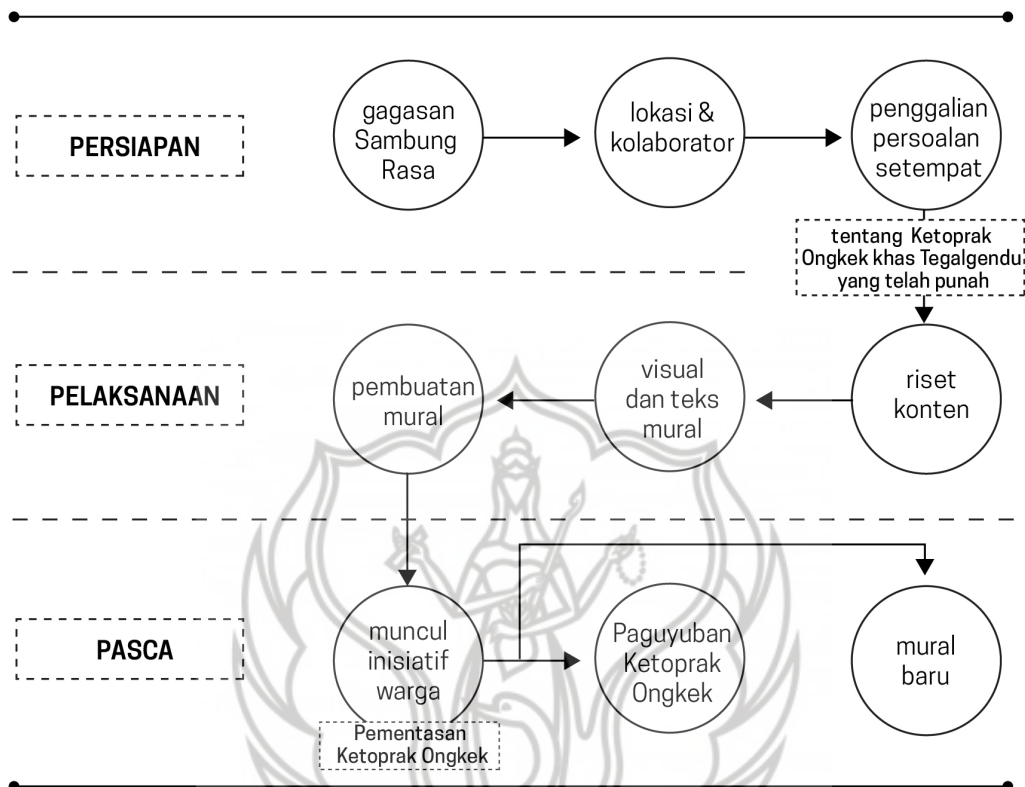 PERSIAPAN
gagasan
Sambung
Rasa
lokasi &
kolaborator
penggalian
persoalan
setempat
tentang Ketoprak
Ongkek khas Tegalgendu
yang telah punah
PELAKSANAAN
riset
konten
visual
dan teks
mural
pembuatan
mural
PASCA
muncul
inisiatif
warga
Pementasan
Ketoprak Ongkek
Paguyuban
Ketoprak
Ongkek
mural
baru